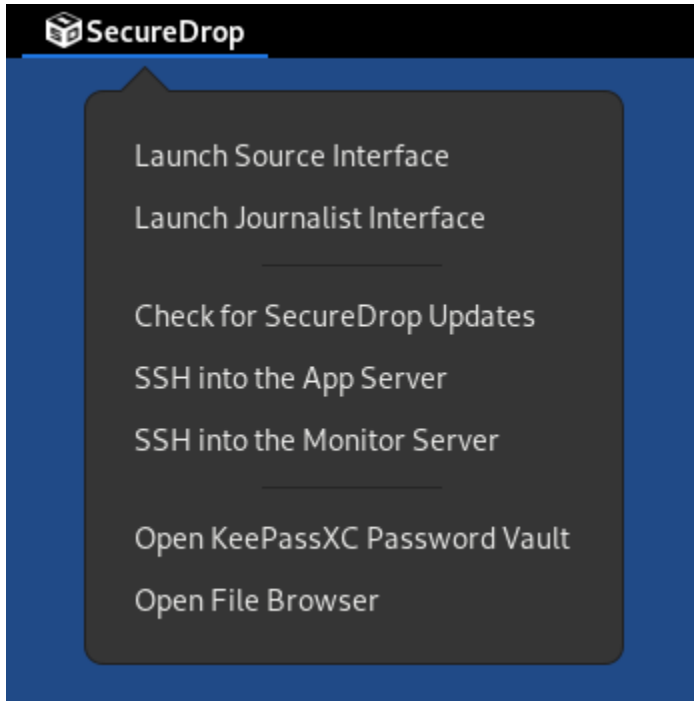 SecureDrop
Launch Source Interface
Launch Journalist Interface
Check for SecureDrop Updates
SSH into the App Server
SSH into the Monitor Server
Open KeePassXC Password Vault
Open File Browser